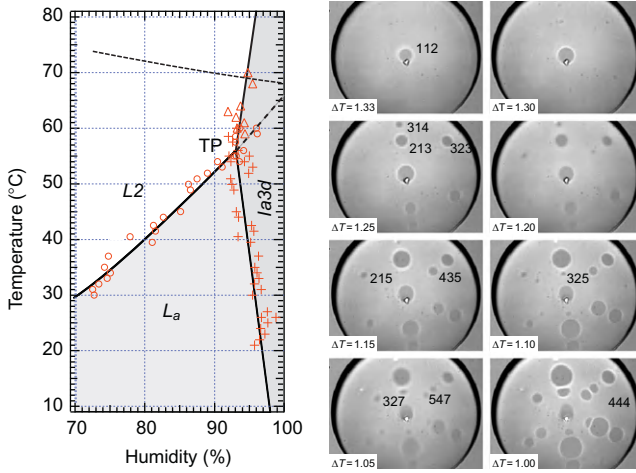 80
70
60
50
40
30
20
10
Temperature (°C)
TP
L2
La
Ia3d
70
80
90
100
Humidity (%)
112
ΔT = 1.33
ΔT = 1.30
314
213
323
ΔT = 1.25
ΔT = 1.20
215
435
ΔT = 1.15
325
ΔT = 1.10
327
547
ΔT = 1.05
444
ΔT = 1.00